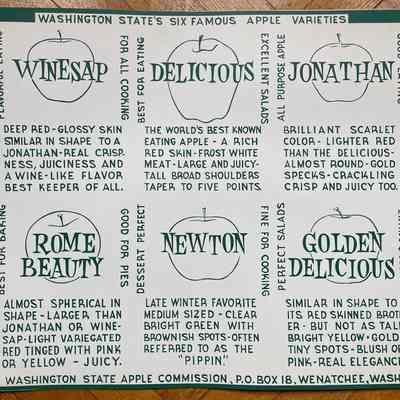 WASHINGTON STATE'S SIX FAMOUS APPLE VARIETIES
FLAVORFUL EATING
WINESAP
FOR ALL COOKING
DEEP RED-GLOSSY SKIN
SIMILAR IN SHAPE TO A
JONATHAN-REAL CRISP-
NESS, JUICINESS AND
A WINE-LIKE FLAVOR
BEST KEEPER OF ALL.
BEST FOR EATING
DELICIOUS
EXCELLENT SALADS
THE WORLD'S BEST KNOWN
EATING APPLE - A RICH
RED SKIN-FROST WHITE
MEAT-LARGE AND JUICY-
TALL BROAD SHOULDERS
TAPER TO FIVE POINTS.
ALL PURPOSE APPLE
JONATHAN
BRILLIANT SCARLET
COLOR- LIGHTER RED
THAN THE DELICIOUS-
ALMOST ROUND-GOLD
SPECKS-CRACKLING
CRISP AND JUICY TOO.
BEST FOR BAKING
ROME
BEAUTY
GOOD FOR PIES
ALMOST SPHERICAL IN
SHAPE - LARGER THAN
JONATHAN OR WINE-
SAP-LIGHT VARIEGATED
RED TINGED WITH PINK
OR YELLOW - JUICY.
DESSERT PERFECT
NEWTON
FINE FOR COOKING
LATE WINTER FAVORITE
MEDIUM SIZED - CLEAR
BRIGHT GREEN WITH
BROWNISH SPOTS-OFTEN
REFERRED TO AS THE
"PIPPIN."
PERFECT SALADS
GOLDEN
DELICIOUS
SIMILAR IN SHAPE TO
ITS RED SKINNED BROTH
ER- BUT NOT AS TAL
BRIGHT YELLOW-GOLD
TINY SPOTS-BLUSH OF
PINK-REAL ELEGANCE
WASHINGTON STATE APPLE COMMISSION, P.O. BOX 18, WENATCHEE, WASH